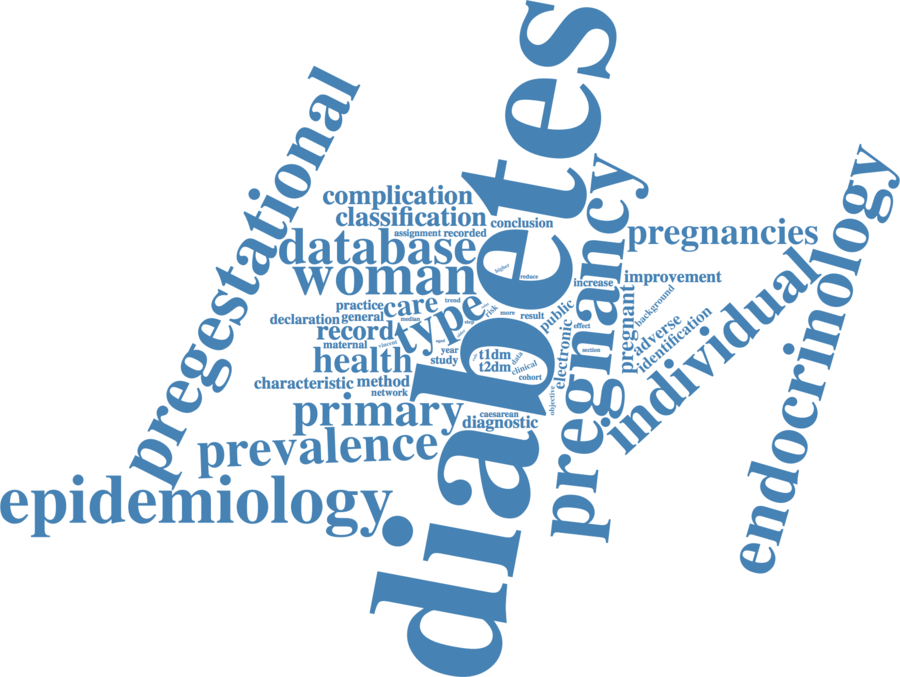 diabetes
pregestational
complication
classification
conclusion
assignment recorded
database
woman
pregnancy
pregnancies
endocrinology
individual
improvement
increase
higher
reduce
practice
care
trend
type
risk
more
result
public
background
pregnant
declaration
general
median
record
effect
electronic
adverse
identification
maternal
year
study
health
t1dm
t2dm
data
clinical
cohort
section
characteristic
method
network
objective
primary
caesarean
diagnostic
prevalence
epidemiology